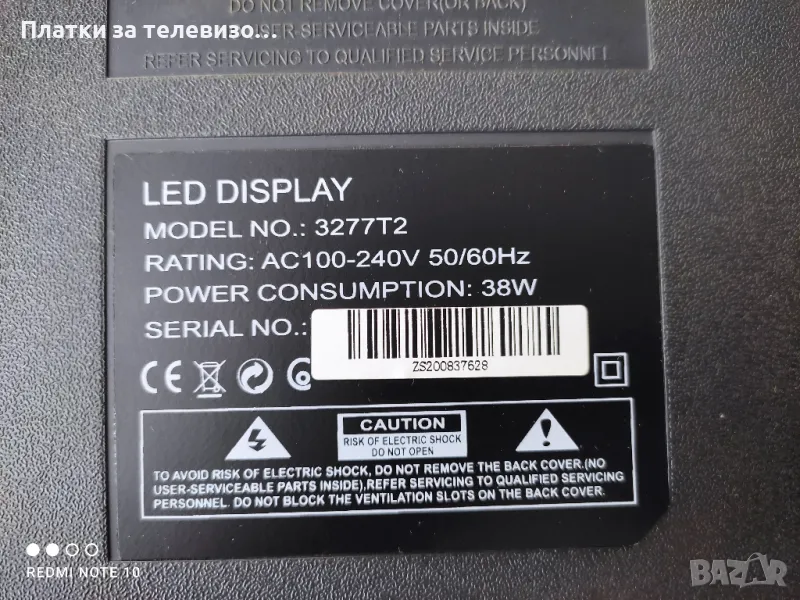 Платки за телевизо...
DO NOT REMOVE COVER(OR BACK)
USER-SERVICEABLE PARTS INSIDE
REFER SERVICING TO QUALIFIED SERVICE PERSONNEL
LED DISPLAY
MODEL NO.: 3277T2
RATING: AC100-240V 50/60Hz
POWER CONSUMPTION: 38W
SERIAL NO.:
ZS200837628
CE
CAUTION
RISK OF ELECTRIC SHOCK
DO NOT OPEN
TO AVOID RISK OF ELECTRIC SHOCK, DO NOT REMOVE THE BACK COVER.(NO
USER-SERVICEABLE PARTS INSIDE),REFER SERVICING TO QUALIFIED SERVICING
PERSONNEL. DO NOT BLOCK THE VENTILATION SLOTS ON THE BACK COVER.
REDMI NOTE 10
BAZAR